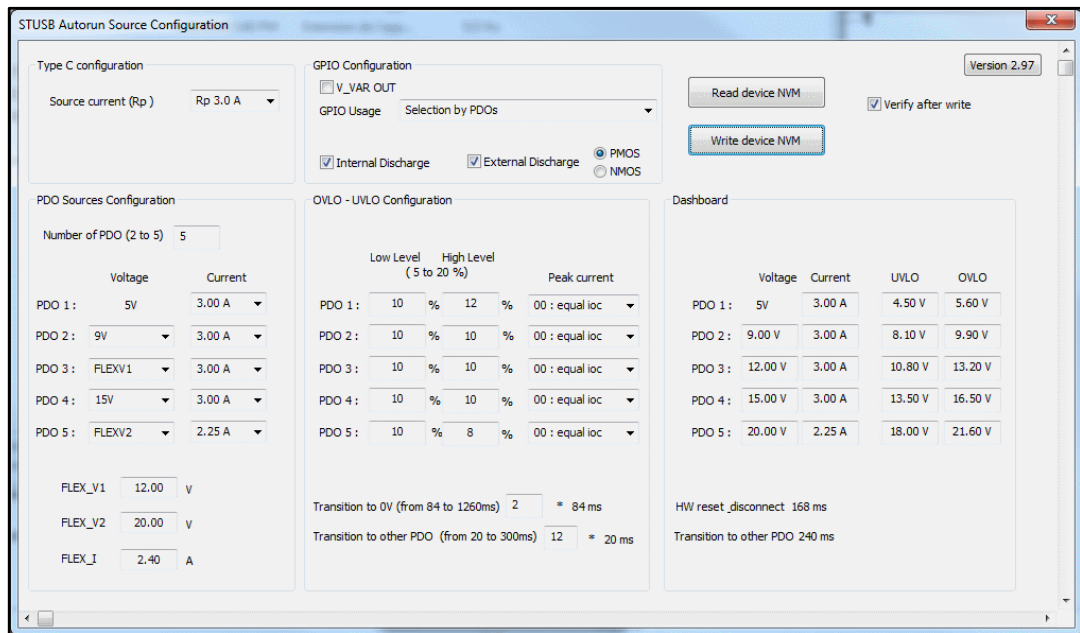 STUSB Autorun Source Configuration
Version 2.97
Type C configuration
Source current (Rp ) Rp 3.0 A
GPIO Configuration
V_VAR OUT
GPIO Usage Selection by PDOs
Internal Discharge External Discharge PMOS
NMOS
Read device NVM
Verify after write
Write device NVM
PDO Sources Configuration
Number of PDO (2 to 5) 5
Voltage Current
PDO 1 : 5V 3.00 A
PDO 2 : 9V 3.00 A
PDO 3 : FLEXV1 3.00 A
PDO 4 : 15V 3.00 A
PDO 5 : FLEXV2 2.25 A
FLEX_V1 12.00 V
FLEX_V2 20.00 V
FLEX_I 2.40 A
OVLO - UVLO Configuration
Low Level High Level
( 5 to 20 %) Peak current
PDO 1 : 10 % 12 % 00 : equal ioc
PDO 2 : 10 % 10 % 00 : equal ioc
PDO 3 : 10 % 10 % 00 : equal ioc
PDO 4 : 10 % 10 % 00 : equal ioc
PDO 5 : 10 % 8 % 00 : equal ioc
Transition to 0V (from 84 to 1260ms) 2 * 84 ms
Transition to other PDO (from 20 to 300ms) 12 * 20 ms
Dashboard
Voltage Current UVLO OVLO
PDO 1 : 5V 3.00 A 4.50 V 5.60 V
PDO 2 : 9.00 V 3.00 A 8.10 V 9.90 V
PDO 3 : 12.00 V 3.00 A 10.80 V 13.20 V
PDO 4 : 15.00 V 3.00 A 13.50 V 16.50 V
PDO 5 : 20.00 V 2.25 A 18.00 V 21.60 V
HW reset _disconnect 168 ms
Transition to other PDO 240 ms